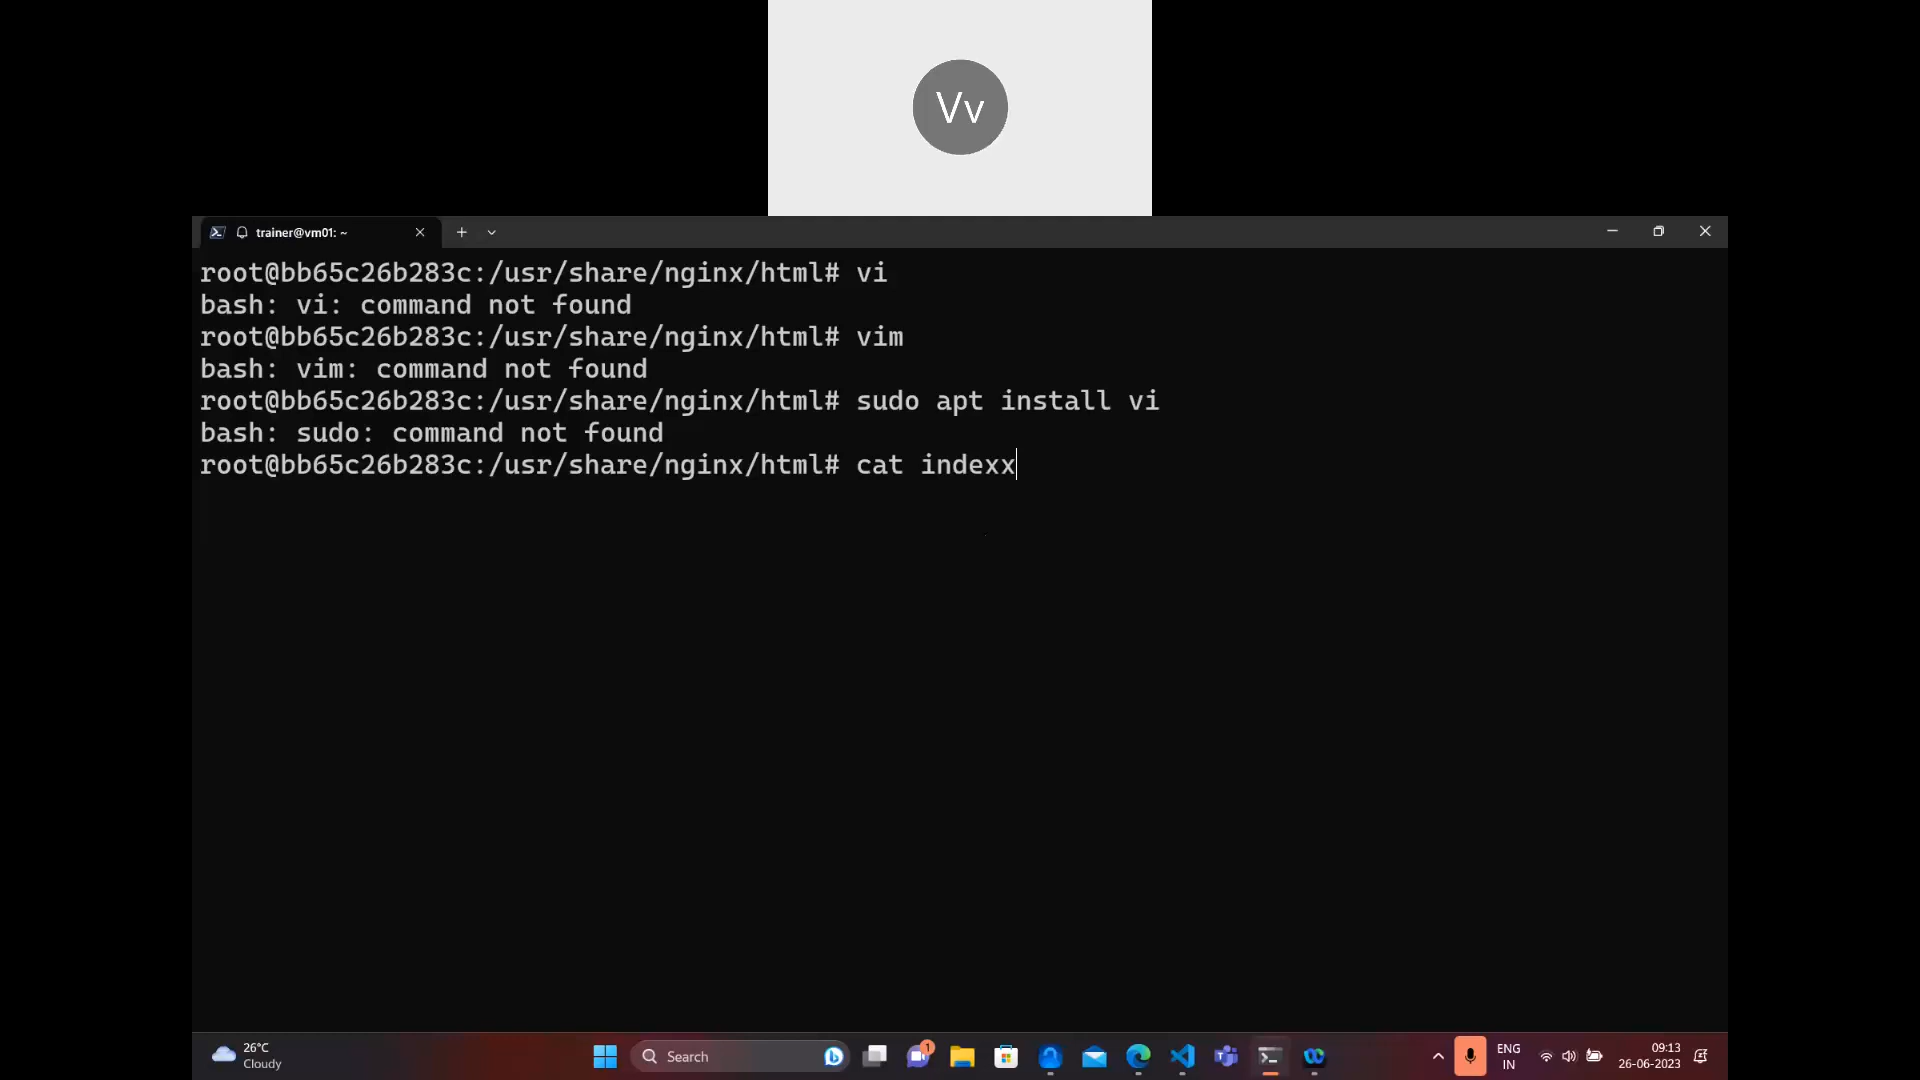 Vv
trainer@vm01: ~
root@bb65c26b283c:/usr/share/nginx/html# vi
bash: vi: command not found
root@bb65c26b283c:/usr/share/nginx/html# vim
bash: vim: command not found
root@bb65c26b283c:/usr/share/nginx/html# sudo apt install vi
bash: sudo: command not found
root@bb65c26b283c:/usr/share/nginx/html# cat indexx
26°C
Cloudy
Search
1
ENG
IN
09:13
26-06-2023